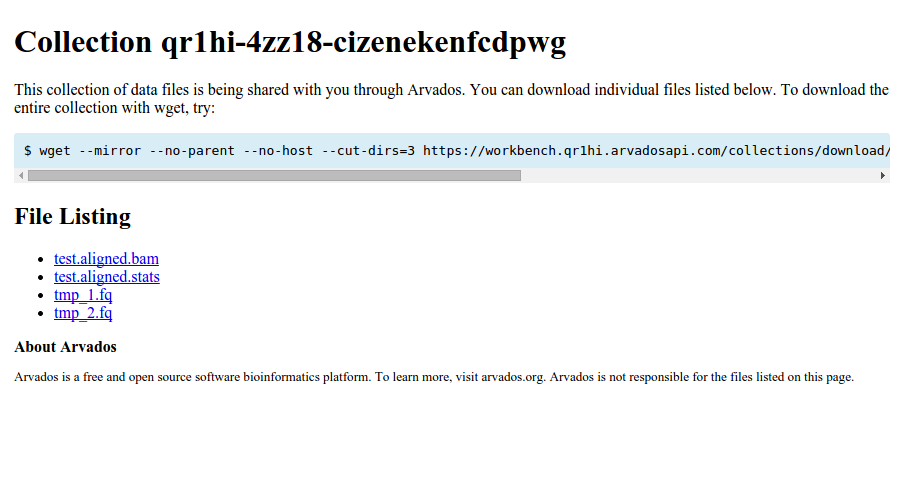 Collection qr1hi-4zz18-cizenekenfcdpwg
This collection of data files is being shared with you through Arvados. You can download individual files listed below. To download the
entire collection with wget, try:
$ wget --mirror --no-parent --no-host --cut-dirs=3 https://workbench.qr1hi.arvadosapi.com/collections/download/
File Listing
test.aligned.bam
test.aligned.stats
tmp_1.fq
tmp_2.fq
About Arvados
Arvados is a free and open source software bioinformatics platform. To learn more, visit arvados.org. Arvados is not responsible for the files listed on this page.